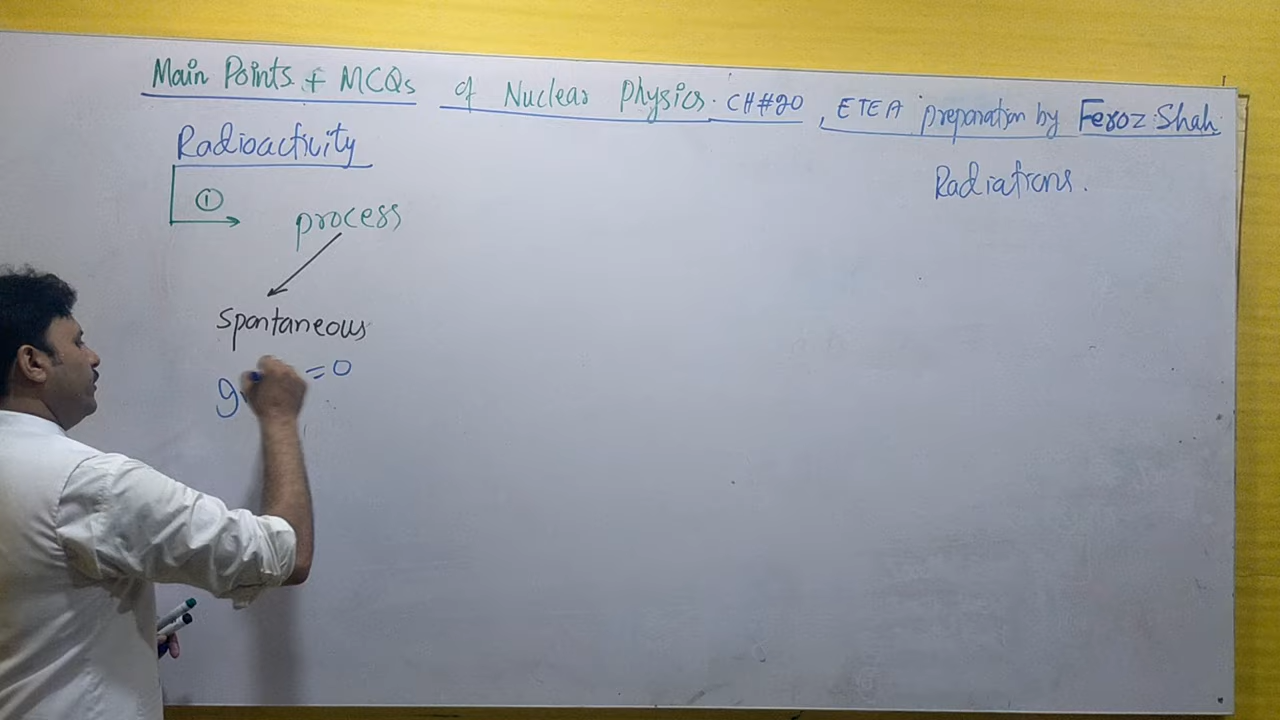 Main Points + MCQs of Nuclear Physics. CH#20, ETEA preparation by Feroz Shah
Radioactivity
Radiations.
①
process
Spontaneous
=0